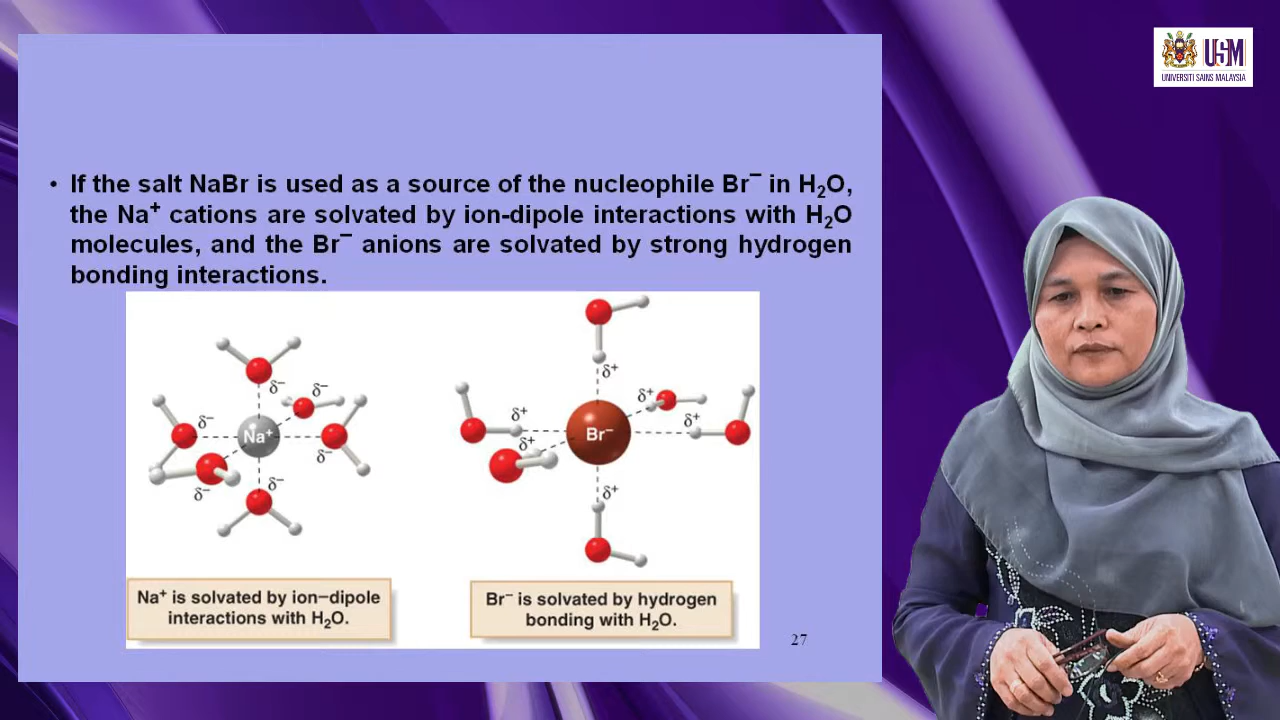 USM
UNIVERSITI SAINS MALAYSIA
• If the salt NaBr is used as a source of the nucleophile Br⁻ in H₂O,
the Na⁺ cations are solvated by ion-dipole interactions with H₂O
molecules, and the Br⁻ anions are solvated by strong hydrogen
bonding interactions.
δ⁻
δ⁻
δ⁻
Na⁺
δ⁻
δ⁻
δ⁻
δ⁺
δ⁺
δ⁺
δ⁺
Br⁻
δ⁺
δ⁺
Na⁺ is solvated by ion–dipole
interactions with H₂O.
Br⁻ is solvated by hydrogen
bonding with H₂O.
27